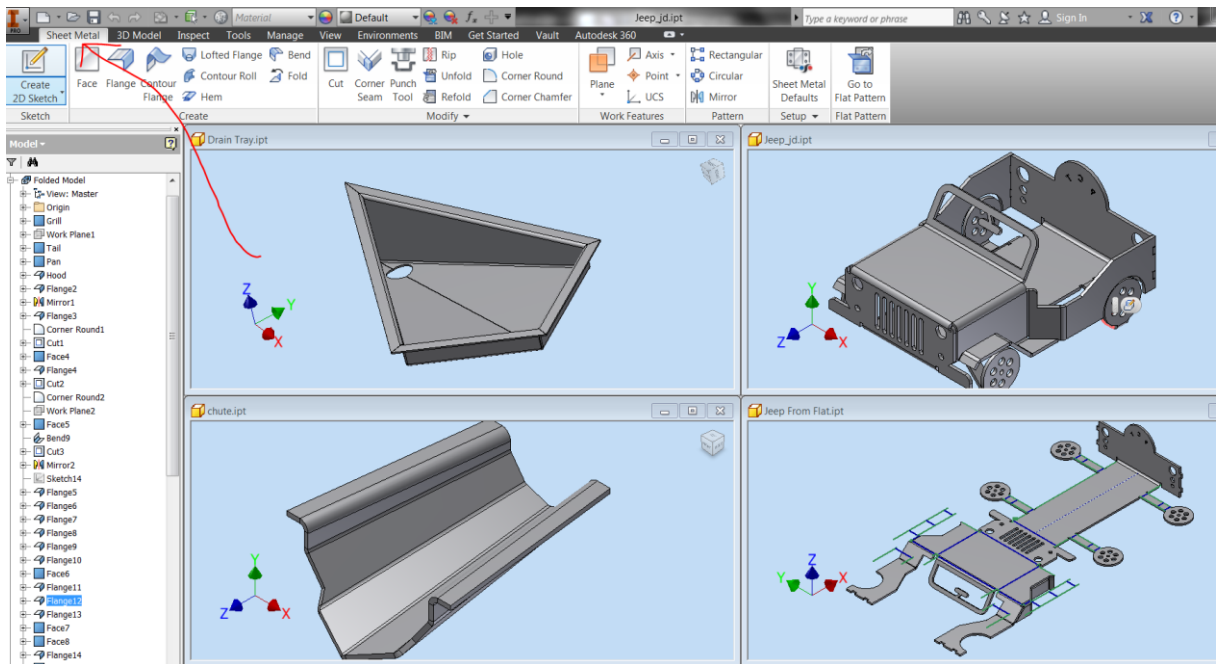 PRO
Material
Default
Jeep_jd.ipt
Type a keyword or phrase
Sign In
Sheet Metal 3D Model Inspect Tools Manage View Environments BIM Get Started Vault Autodesk 360
Create
2D Sketch
Face
Flange
Contour
Flange
Lofted Flange
Contour Roll
Hem
Bend
Fold
Cut
Corner
Seam
Punch
Tool
Rip
Unfold
Refold
Hole
Corner Round
Corner Chamfer
Plane
Axis
Point
UCS
Rectangular
Circular
Mirror
Sheet Metal
Defaults
Go to
Flat Pattern
Sketch Create Modify Work Features Pattern Setup Flat Pattern
Model
Folded Model
View: Master
Origin
Grill
Work Plane1
Tail
Pan
Hood
Flange2
Mirror1
Flange3
Corner Round1
Cut1
Face4
Flange4
Cut2
Corner Round2
Work Plane2
Face5
Bend9
Cut3
Mirror2
Sketch14
Flange5
Flange6
Flange7
Flange8
Flange9
Flange10
Face6
Flange11
Flange12
Flange13
Face7
Face8
Flange14
Drain Tray.ipt
Z
Y
X
Jeep_jd.ipt
Y
Z
X
chute.ipt
Y
Z
X
Jeep From Flat.ipt
Z
Y
X